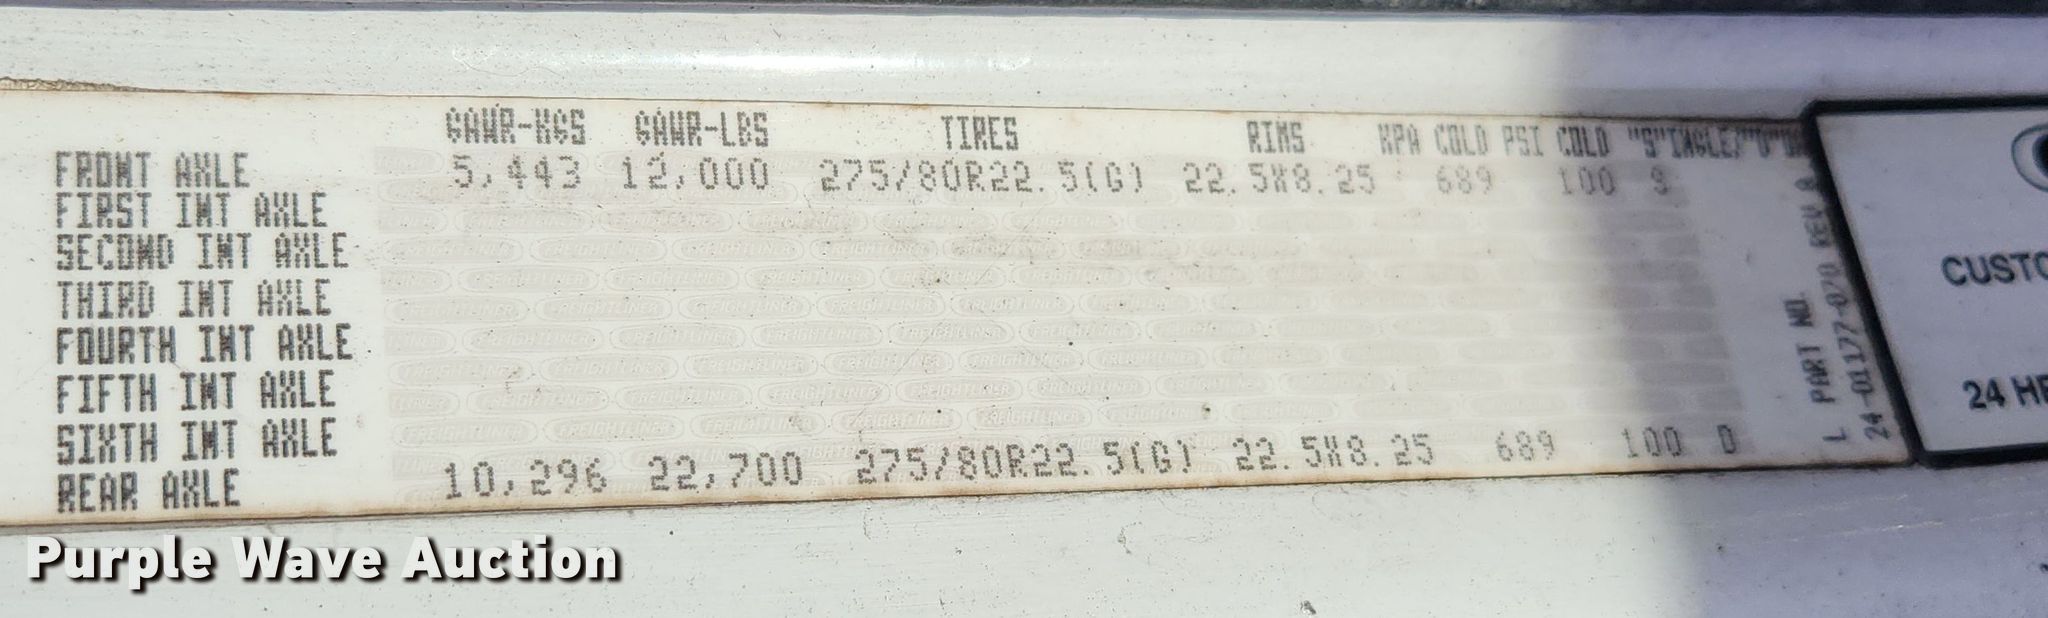 GAWR-KGS GAWR-LBS TIRES RIMS KPA COLD PSI COLD "S"INGLE/"D"
FRONT AXLE 5,443 12,000 275/80R22.5(G) 22.5X8.25 689 100 S
FIRST INT AXLE
SECOND INT AXLE
THIRD INT AXLE
FOURTH INT AXLE
FIFTH INT AXLE
SIXTH INT AXLE
REAR AXLE 10,296 22,700 275/80R22.5(G) 22.5X8.25 689 100 D
L PART NO.
24-01177-070 REV B
CUSTO
24 H
FREIGHTLINER
Purple Wave Auction